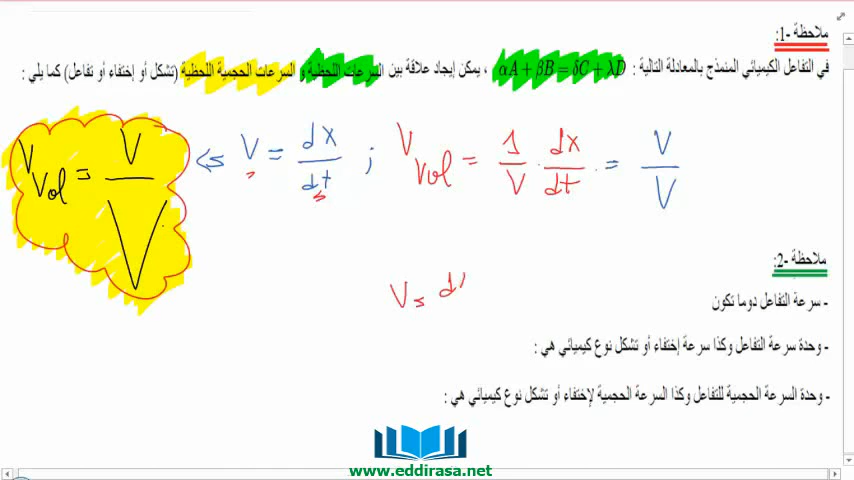 ملاحظة -1:
في التفاعل الكيميائي المنمذج بالمعادلة التالية : αA + βB = δC + λD ، يمكن إيجاد علاقة بين السرعات اللحظية و السرعات الحجمية اللحظية (تشكل أو إختفاء أو تفاعل) كما يلي :
V = dx/dt ; V Vol = 1/V . dx/dt = V/V
V Vol = V/V
ملاحظة -2:
V = dx
- سرعة التفاعل دوما تكون
- وحدة سرعة التفاعل وكذا سرعة إختفاء أو تشكل نوع كيميائي هي :
- وحدة السرعة الحجمية للتفاعل وكذا السرعة الحجمية لإختفاء أو تشكل نوع كيميائي هي :
www.eddirasa.net